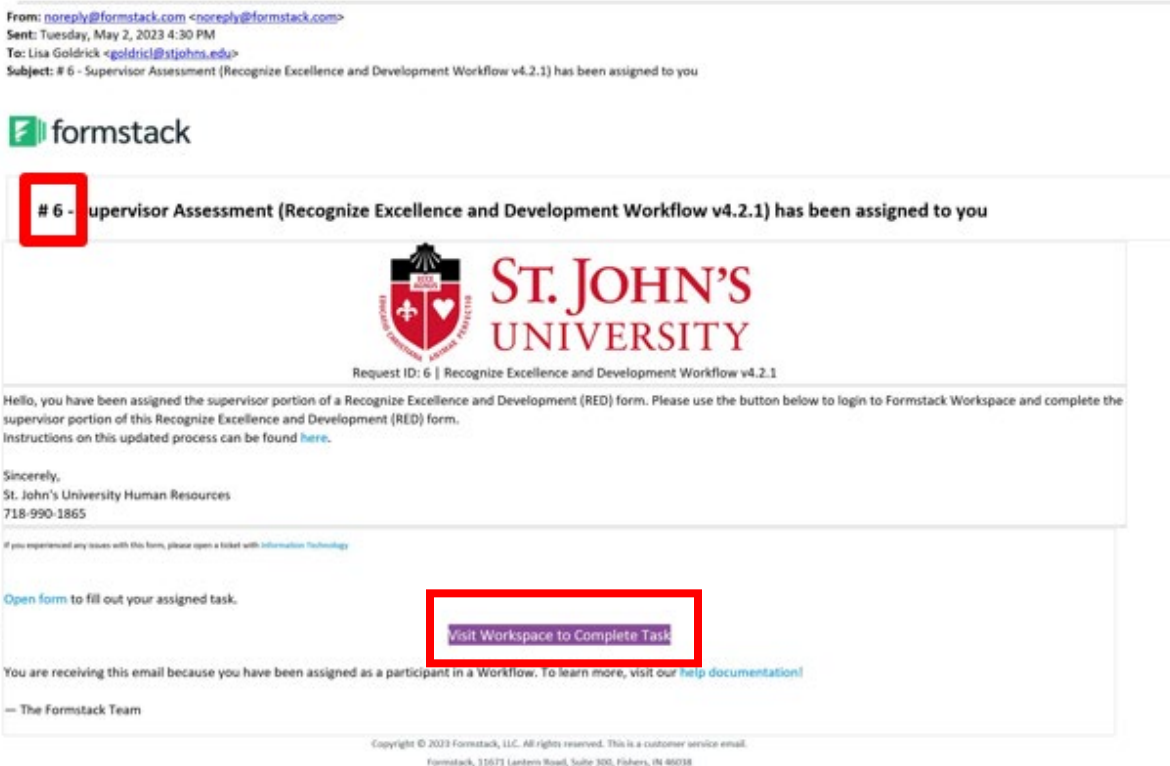 From: noreply@formstack.com <noreply@formstack.com>
Sent: Tuesday, May 2, 2023 4:30 PM
To: Lisa Goldrick <goldricl@stjohns.edu>
Subject: # 6 - Supervisor Assessment (Recognize Excellence and Development Workflow v4.2.1) has been assigned to you
formstack
# 6 - upervisor Assessment (Recognize Excellence and Development Workflow v4.2.1) has been assigned to you
ECCE AGNUS
EDUCATIO CHRISTIANA ANIMAE PERFECTIO
ST. JOHN'S
UNIVERSITY
Request ID: 6 | Recognize Excellence and Development Workflow v4.2.1
Hello, you have been assigned the supervisor portion of a Recognize Excellence and Development (RED) form. Please use the button below to login to Formstack Workspace and complete the
supervisor portion of this Recognize Excellence and Development (RED) form.
Instructions on this updated process can be found here.
Sincerely,
St. John's University Human Resources
718-990-1865
If you experienced any issues with this form, please open a ticket with Information Technology
Open form to fill out your assigned task.
Visit Workspace to Complete Task
You are receiving this email because you have been assigned as a participant in a Workflow. To learn more, visit our help documentation!
— The Formstack Team
Copyright © 2023 Formstack, LLC. All rights reserved. This is a customer service email.
Formstack, 11671 Lantern Road, Suite 300, Fishers, IN 46038